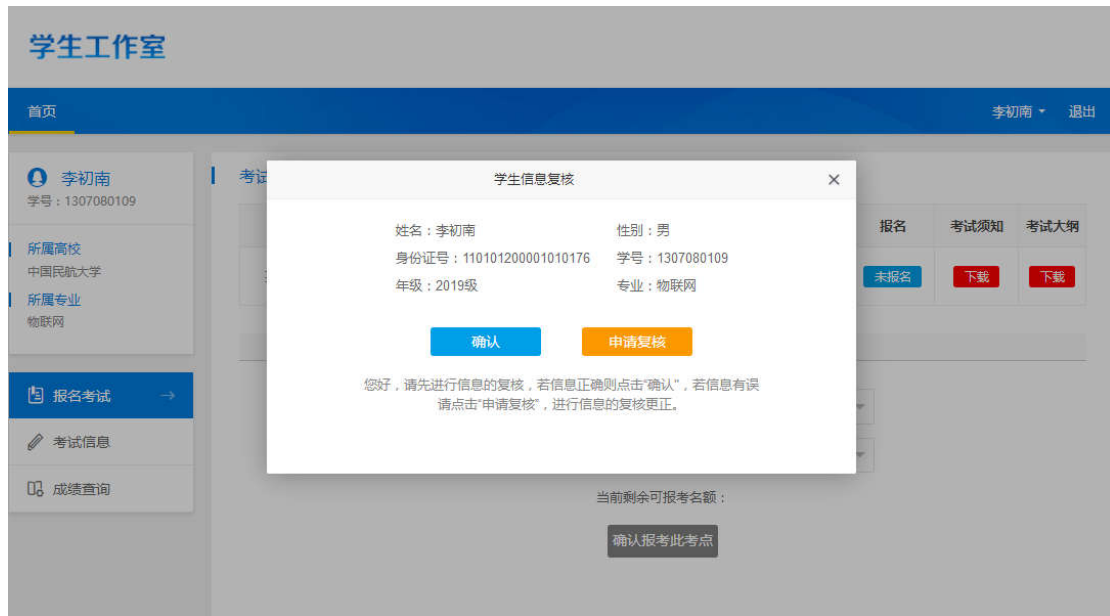 学生工作室
首页
李初南
退出
李初南
学号：1307080109
所属高校
中国民航大学
所属专业
物联网
报名考试
考试信息
成绩查询
考试
报名
考试须知
考试大纲
未报名
下载
下载
学生信息复核
姓名：李初南
性别：男
身份证号：110101200001010176
学号：1307080109
年级：2019级
专业：物联网
确认
申请复核
您好，请先进行信息的复核，若信息正确则点击“确认”，若信息有误
请点击“申请复核”，进行信息的复核更正。
当前剩余可报考名额：
确认报考此考点